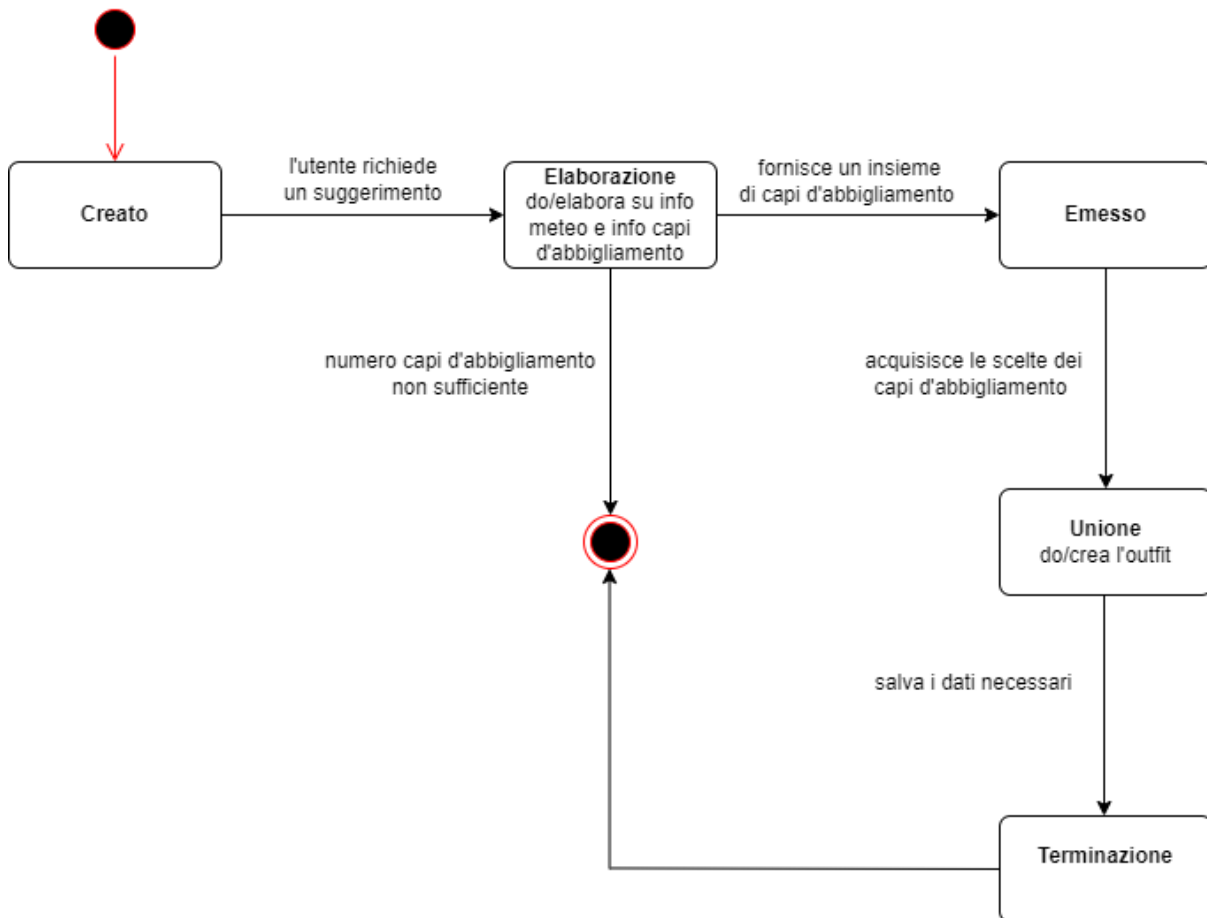 Creato
l'utente richiede
un suggerimento
Elaborazione
do/elabora su info
meteo e info capi
d'abbigliamento
fornisce un insieme
di capi d'abbigliamento
Emesso
numero capi d'abbigliamento
non sufficiente
acquisisce le scelte dei
capi d'abbigliamento
Unione
do/crea l'outfit
salva i dati necessari
Terminazione